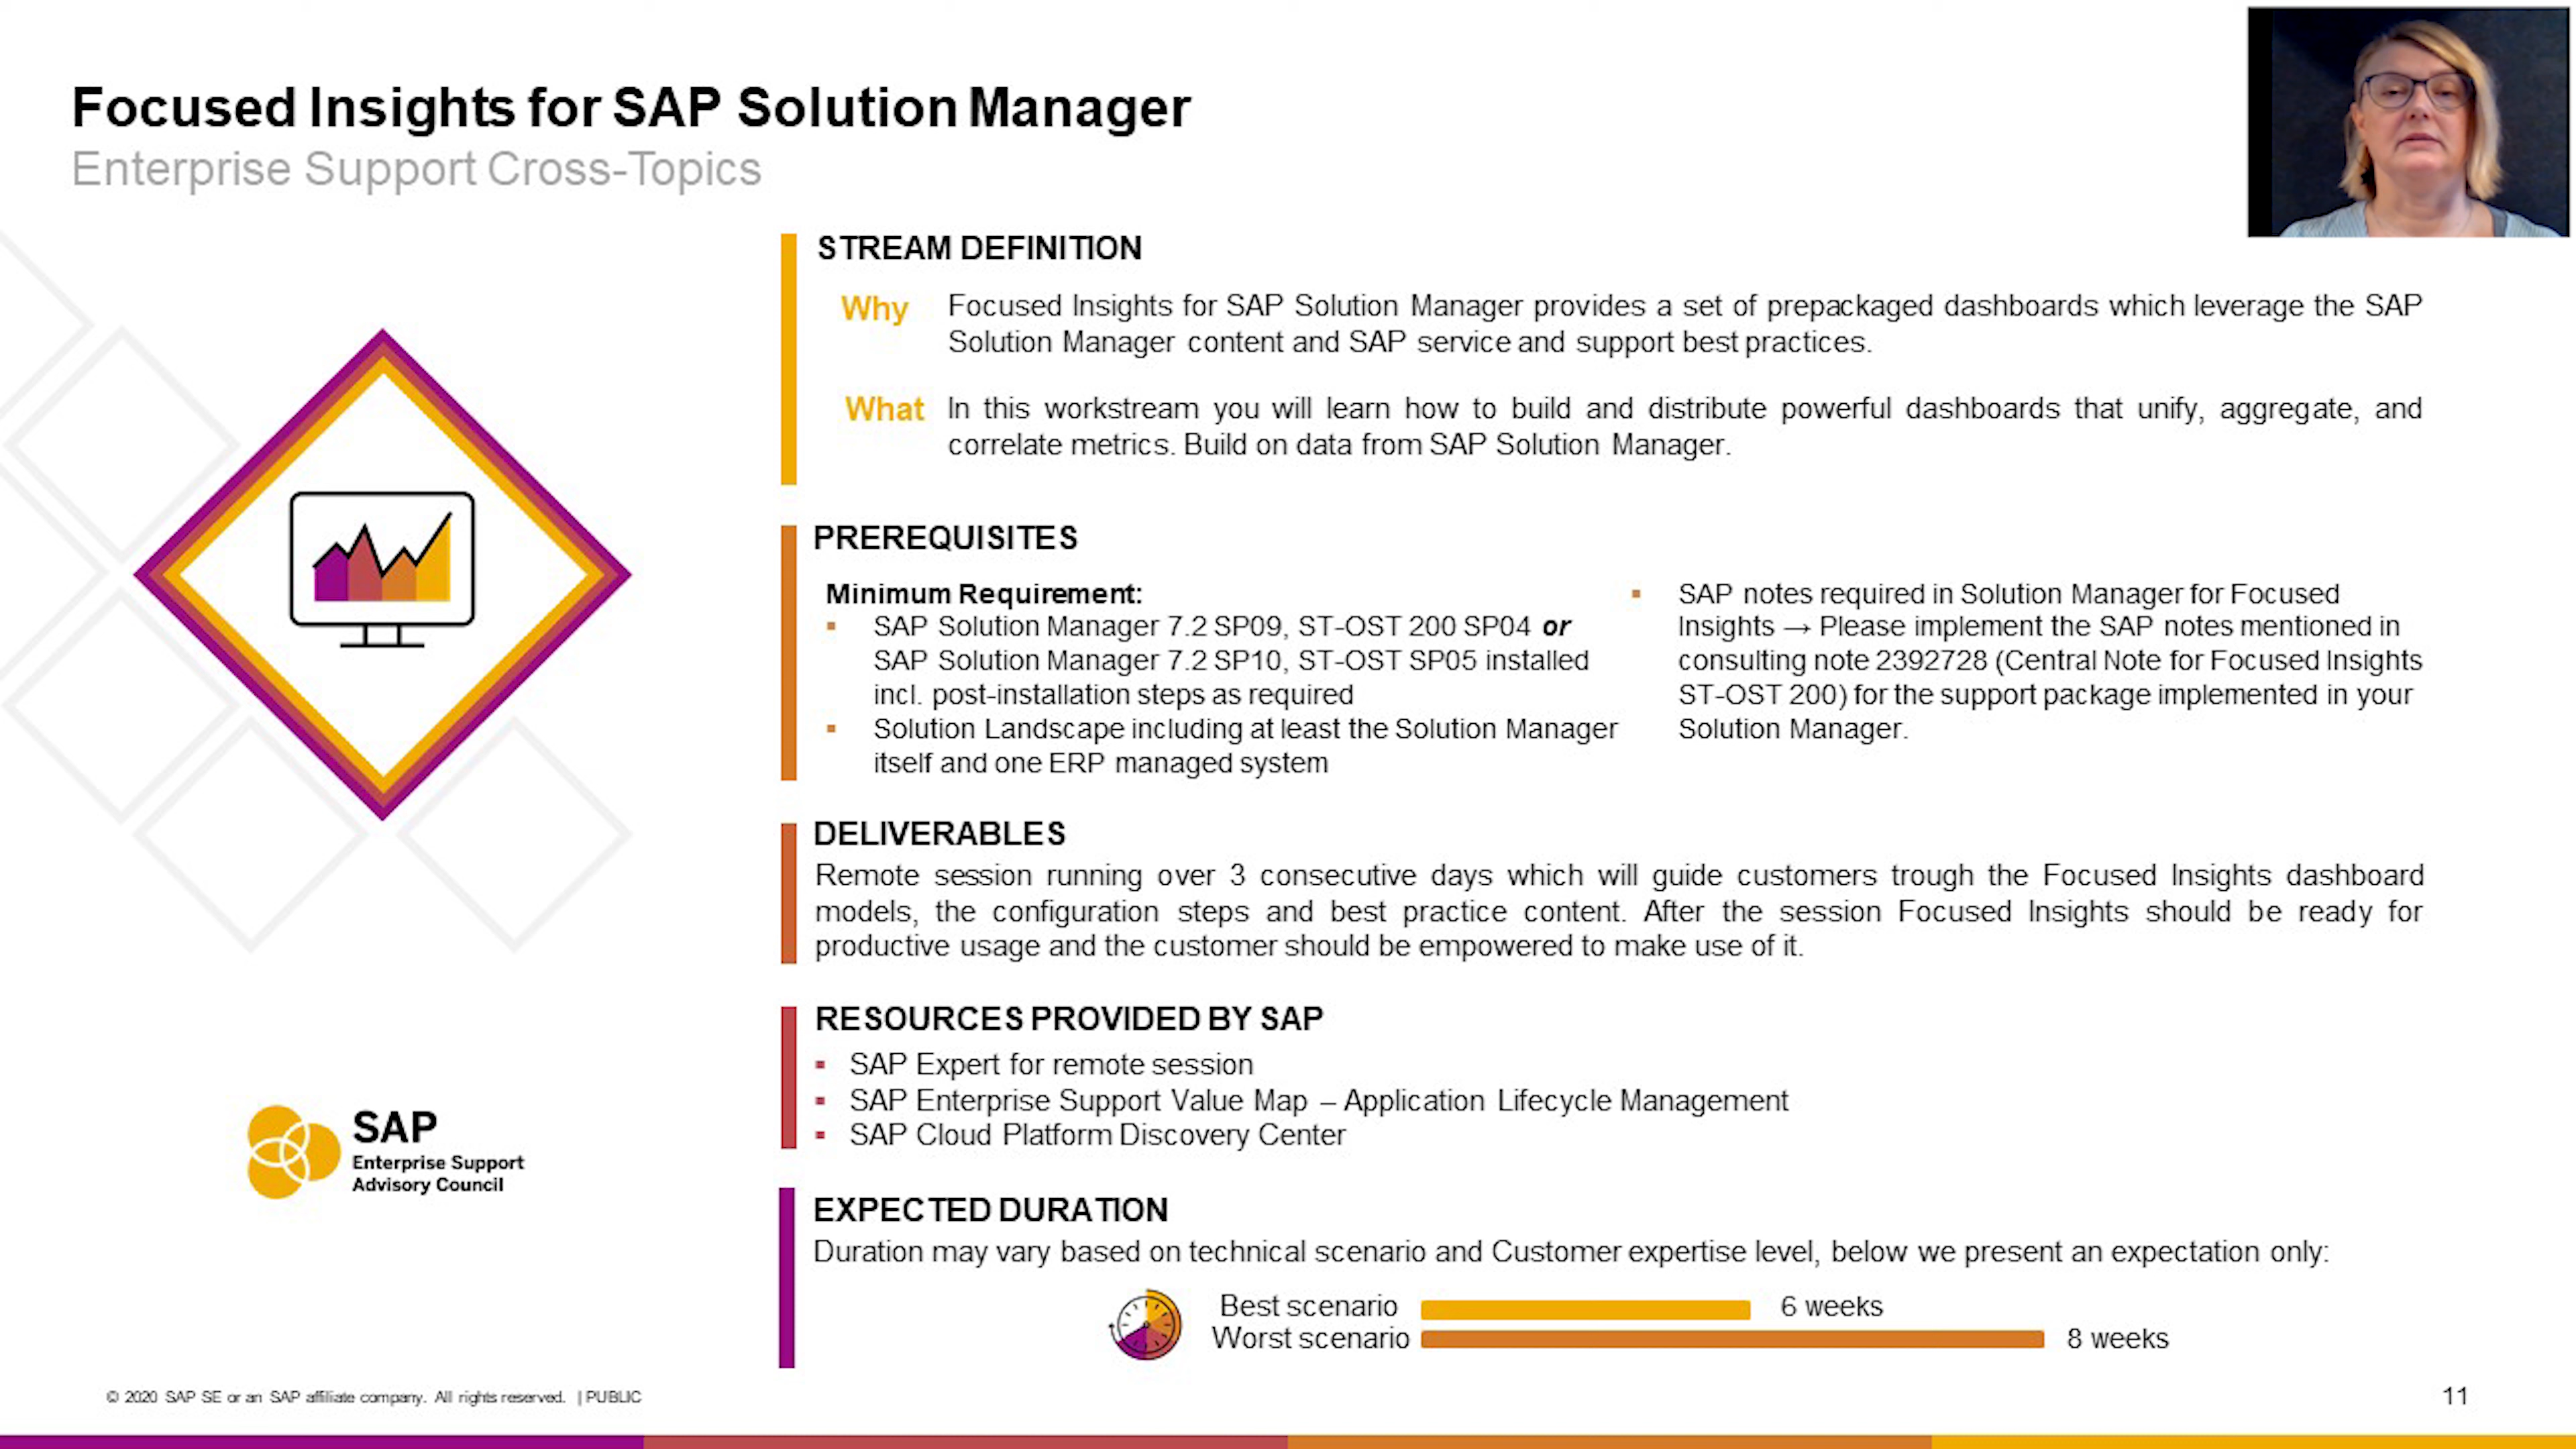 Focused Insights for SAP Solution Manager
Enterprise Support Cross-Topics
STREAM DEFINITION
Why
Focused Insights for SAP Solution Manager provides a set of prepackaged dashboards which leverage the SAP
Solution Manager content and SAP service and support best practices.
What
In this workstream you will learn how to build and distribute powerful dashboards that unify, aggregate, and
correlate metrics. Build on data from SAP Solution Manager.
PREREQUISITES
Minimum Requirement:
▪ SAP Solution Manager 7.2 SP09, ST-OST 200 SP04 or
SAP Solution Manager 7.2 SP10, ST-OST SP05 installed
incl. post-installation steps as required
▪ Solution Landscape including at least the Solution Manager
itself and one ERP managed system
▪ SAP notes required in Solution Manager for Focused
Insights → Please implement the SAP notes mentioned in
consulting note 2392728 (Central Note for Focused Insights
ST-OST 200) for the support package implemented in your
Solution Manager.
DELIVERABLES
Remote session running over 3 consecutive days which will guide customers trough the Focused Insights dashboard
models, the configuration steps and best practice content. After the session Focused Insights should be ready for
productive usage and the customer should be empowered to make use of it.
RESOURCES PROVIDED BY SAP
▪ SAP Expert for remote session
▪ SAP Enterprise Support Value Map – Application Lifecycle Management
▪ SAP Cloud Platform Discovery Center
SAP
Enterprise Support
Advisory Council
EXPECTED DURATION
Duration may vary based on technical scenario and Customer expertise level, below we present an expectation only:
Best scenario 6 weeks
Worst scenario 8 weeks
© 2020 SAP SE or an SAP affiliate company. All rights reserved. | PUBLIC
11